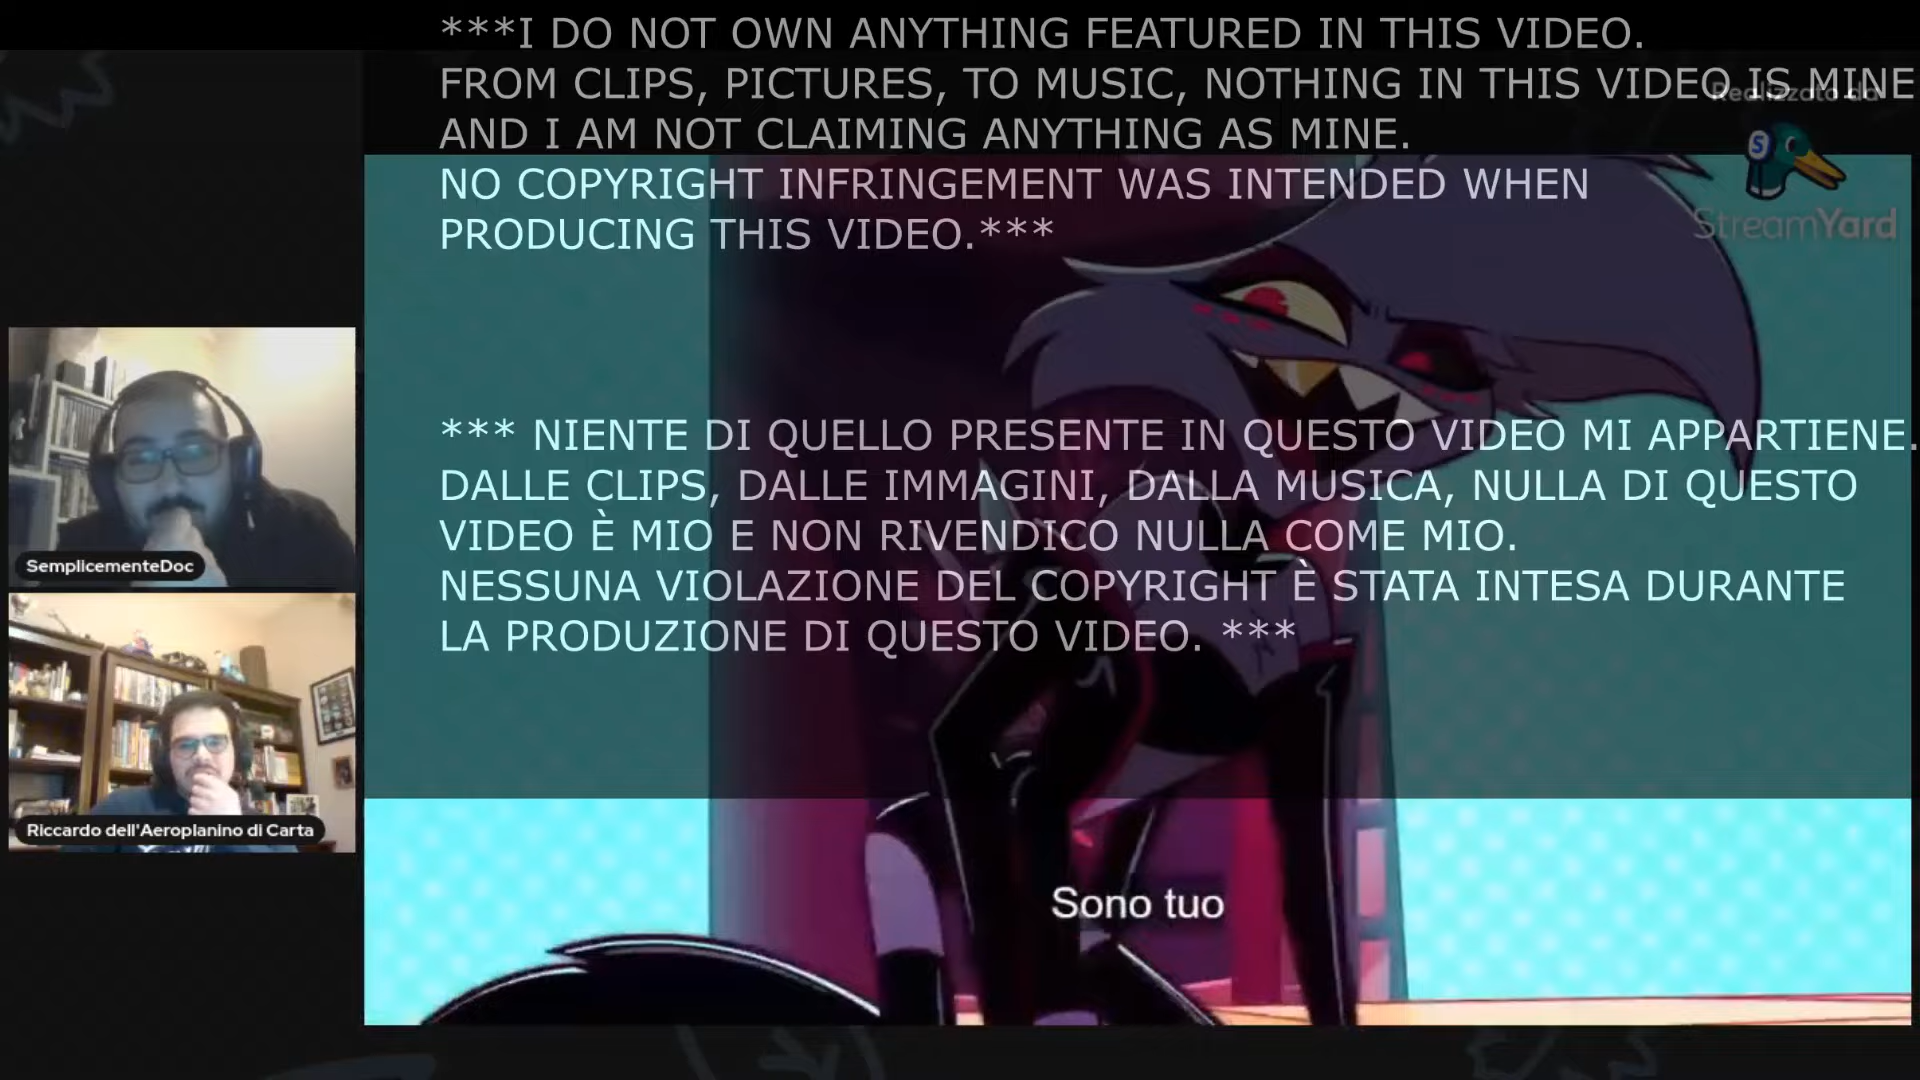 ***I DO NOT OWN ANYTHING FEATURED IN THIS VIDEO.
FROM CLIPS, PICTURES, TO MUSIC, NOTHING IN THIS VIDEO IS MINE
AND I AM NOT CLAIMING ANYTHING AS MINE.
NO COPYRIGHT INFRINGEMENT WAS INTENDED WHEN
PRODUCING THIS VIDEO.***
Realizzato da
S
StreamYard
*** NIENTE DI QUELLO PRESENTE IN QUESTO VIDEO MI APPARTIENE.
DALLE CLIPS, DALLE IMMAGINI, DALLA MUSICA, NULLA DI QUESTO
VIDEO È MIO E NON RIVENDICO NULLA COME MIO.
NESSUNA VIOLAZIONE DEL COPYRIGHT È STATA INTESA DURANTE
LA PRODUZIONE DI QUESTO VIDEO. ***
SemplicementeDoc
Riccardo dell'Aeroplanino di Carta
Sono tuo